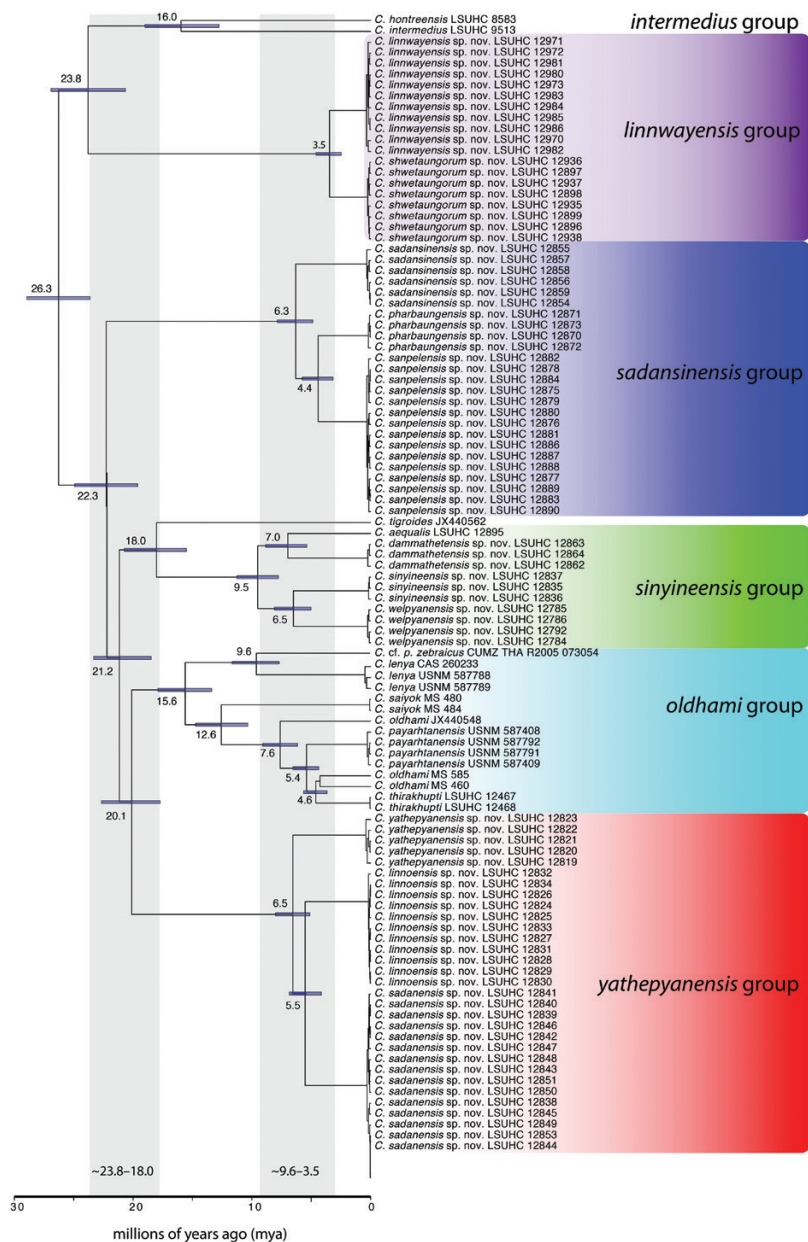 16.0
C. hontreensis LSUHC 8583
C. intermedius LSUHC 9513
intermedius group
23.8
3.5
C. linnwayensis sp. nov. LSUHC 12971
C. linnwayensis sp. nov. LSUHC 12972
C. linnwayensis sp. nov. LSUHC 12981
C. linnwayensis sp. nov. LSUHC 12980
C. linnwayensis sp. nov. LSUHC 12973
C. linnwayensis sp. nov. LSUHC 12983
C. linnwayensis sp. nov. LSUHC 12984
C. linnwayensis sp. nov. LSUHC 12985
C. linnwayensis sp. nov. LSUHC 12986
C. linnwayensis sp. nov. LSUHC 12970
C. linnwayensis sp. nov. LSUHC 12982
C. shwetaungorum sp. nov. LSUHC 12936
C. shwetaungorum sp. nov. LSUHC 12897
C. shwetaungorum sp. nov. LSUHC 12937
C. shwetaungorum sp. nov. LSUHC 12898
C. shwetaungorum sp. nov. LSUHC 12935
C. shwetaungorum sp. nov. LSUHC 12899
C. shwetaungorum sp. nov. LSUHC 12896
C. shwetaungorum sp. nov. LSUHC 12938
linnwayensis group
26.3
6.3
4.4
22.3
C. sadansinensis sp. nov. LSUHC 12855
C. sadansinensis sp. nov. LSUHC 12857
C. sadansinensis sp. nov. LSUHC 12858
C. sadansinensis sp. nov. LSUHC 12856
C. sadansinensis sp. nov. LSUHC 12859
C. sadansinensis sp. nov. LSUHC 12854
C. pharbaungensis sp. nov. LSUHC 12871
C. pharbaungensis sp. nov. LSUHC 12873
C. pharbaungensis sp. nov. LSUHC 12870
C. pharbaungensis sp. nov. LSUHC 12872
C. sanpelensis sp. nov. LSUHC 12882
C. sanpelensis sp. nov. LSUHC 12878
C. sanpelensis sp. nov. LSUHC 12884
C. sanpelensis sp. nov. LSUHC 12875
C. sanpelensis sp. nov. LSUHC 12879
C. sanpelensis sp. nov. LSUHC 12880
C. sanpelensis sp. nov. LSUHC 12876
C. sanpelensis sp. nov. LSUHC 12881
C. sanpelensis sp. nov. LSUHC 12886
C. sanpelensis sp. nov. LSUHC 12887
C. sanpelensis sp. nov. LSUHC 12888
C. sanpelensis sp. nov. LSUHC 12877
C. sanpelensis sp. nov. LSUHC 12889
C. sanpelensis sp. nov. LSUHC 12883
C. sanpelensis sp. nov. LSUHC 12890
sadansinensis group
18.0
7.0
9.5
6.5
C. tigroides JX440562
C. aequalis LSUHC 12895
C. dammathetensis sp. nov. LSUHC 12863
C. dammathetensis sp. nov. LSUHC 12864
C. dammathetensis sp. nov. LSUHC 12862
C. sinyineensis sp. nov. LSUHC 12837
C. sinyineensis sp. nov. LSUHC 12835
C. sinyineensis sp. nov. LSUHC 12836
C. welpyanensis sp. nov. LSUHC 12785
C. welpyanensis sp. nov. LSUHC 12786
C. welpyanensis sp. nov. LSUHC 12792
C. welpyanensis sp. nov. LSUHC 12784
sinyineensis group
21.2
9.6
15.6
12.6
7.6
5.4
4.6
C. cf. p. zebraicus CUMZ THA R2005 073054
C. lenya CAS 260233
C. lenya USNM 587788
C. lenya USNM 587789
C. saiyok MS 480
C. saiyok MS 484
C. oldhami JX440548
C. payarhtanensis USNM 587408
C. payarhtanensis USNM 587792
C. payarhtanensis USNM 587791
C. payarhtanensis USNM 587409
C. oldhami MS 585
C. oldhami MS 460
C. thirakhupti LSUHC 12467
C. thirakhupti LSUHC 12468
oldhami group
20.1
6.5
5.5
C. yathepyanensis sp. nov. LSUHC 12823
C. yathepyanensis sp. nov. LSUHC 12822
C. yathepyanensis sp. nov. LSUHC 12821
C. yathepyanensis sp. nov. LSUHC 12820
C. yathepyanensis sp. nov. LSUHC 12819
C. linnoensis sp. nov. LSUHC 12832
C. linnoensis sp. nov. LSUHC 12834
C. linnoensis sp. nov. LSUHC 12826
C. linnoensis sp. nov. LSUHC 12824
C. linnoensis sp. nov. LSUHC 12825
C. linnoensis sp. nov. LSUHC 12833
C. linnoensis sp. nov. LSUHC 12827
C. linnoensis sp. nov. LSUHC 12831
C. linnoensis sp. nov. LSUHC 12828
C. linnoensis sp. nov. LSUHC 12829
C. linnoensis sp. nov. LSUHC 12830
C. sadanensis sp. nov. LSUHC 12841
C. sadanensis sp. nov. LSUHC 12840
C. sadanensis sp. nov. LSUHC 12839
C. sadanensis sp. nov. LSUHC 12846
C. sadanensis sp. nov. LSUHC 12842
C. sadanensis sp. nov. LSUHC 12847
C. sadanensis sp. nov. LSUHC 12848
C. sadanensis sp. nov. LSUHC 12843
C. sadanensis sp. nov. LSUHC 12851
C. sadanensis sp. nov. LSUHC 12850
C. sadanensis sp. nov. LSUHC 12838
C. sadanensis sp. nov. LSUHC 12845
C. sadanensis sp. nov. LSUHC 12849
C. sadanensis sp. nov. LSUHC 12853
C. sadanensis sp. nov. LSUHC 12844
yathepyanensis group
~23.8–18.0
~9.6–3.5
30 20 10 0
millions of years ago (mya)